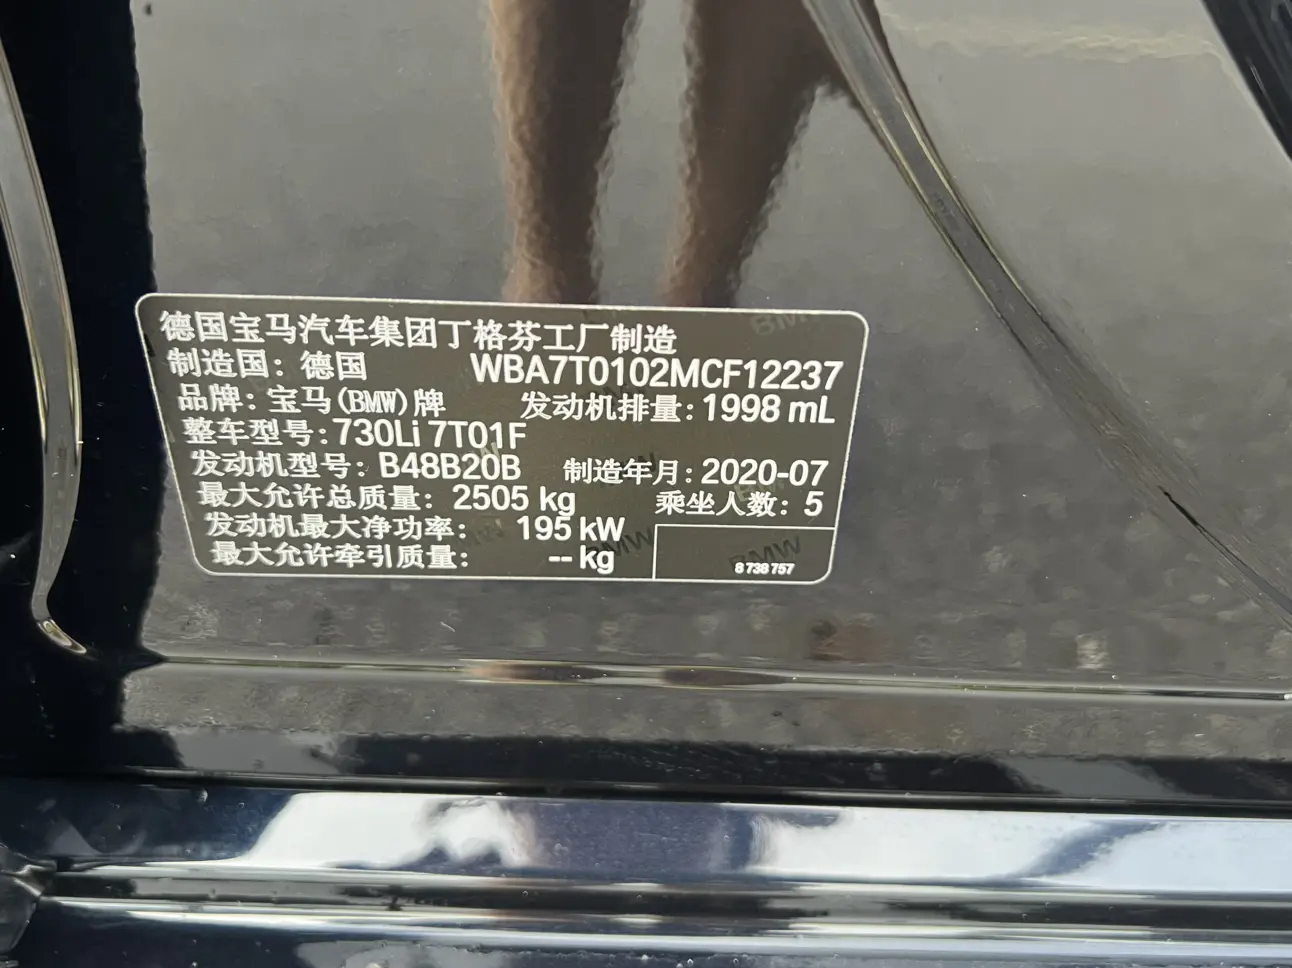 德国宝马汽车集团丁格芬工厂制造
制造国: 德国 WBA7T0102MCF12237
品牌: 宝马(BMW)牌 发动机排量: 1998 mL
整车型号: 730Li 7T01F
发动机型号: B48B20B 制造年月: 2020-07
最大允许总质量: 2505 kg 乘坐人数: 5
发动机最大净功率: 195 kW
最大允许牵引质量: -- kg
8 738 757
BMW